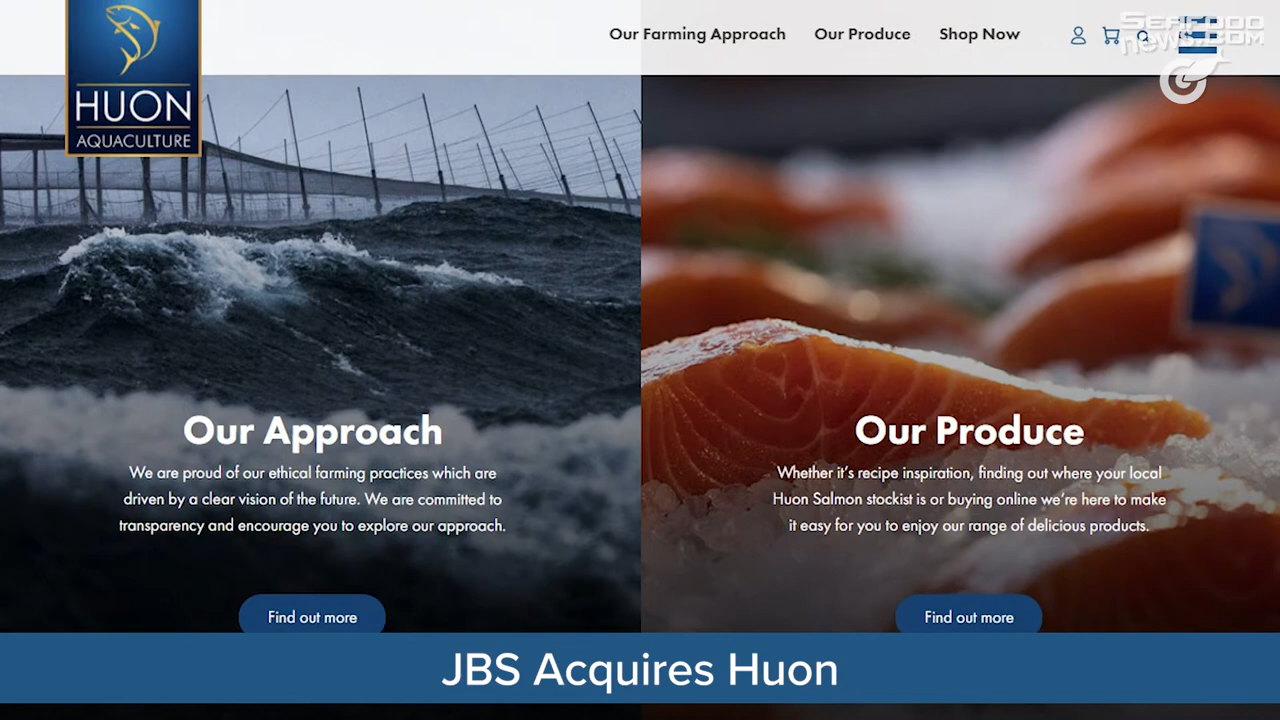 HUON
AQUACULTURE
Our Farming Approach
Our Produce
Shop Now
SEAFOOD
news.com
Our Approach
We are proud of our ethical farming practices which are
driven by a clear vision of the future. We are committed to
transparency and encourage you to explore our approach.
Find out more
Our Produce
Whether it's recipe inspiration, finding out where your local
Huon Salmon stockist is or buying online we're here to make
it easy for you to enjoy our range of delicious products.
Find out more
JBS Acquires Huon